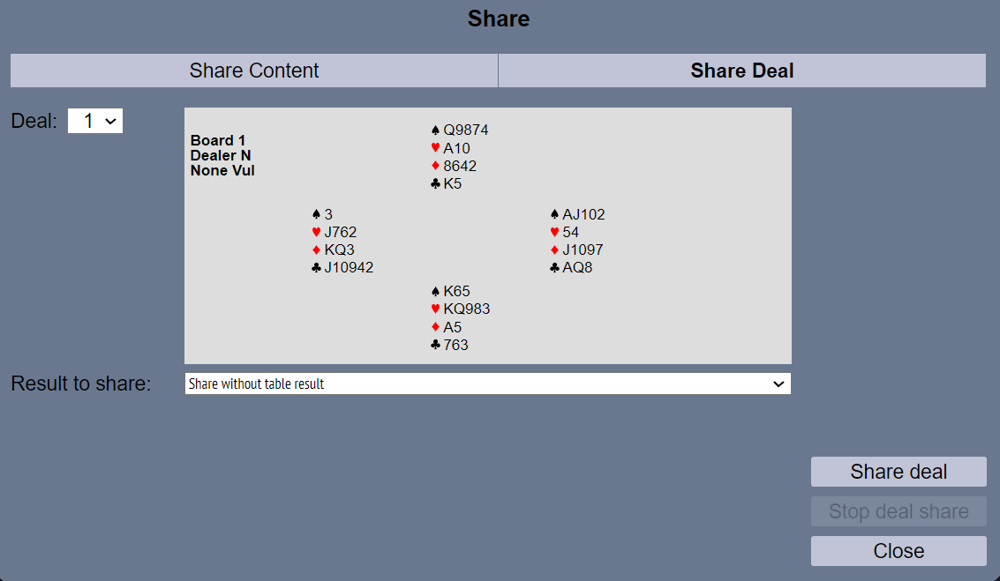 Share
Share Content
Share Deal
Deal: 1
Board 1
Dealer N
None Vul
♠ Q9874
♥ A10
♦ 8642
♣ K5
♠ 3
♥ J762
♦ KQ3
♣ J10942
♠ AJ102
♥ 54
♦ J1097
♣ AQ8
♠ K65
♥ KQ983
♦ A5
♣ 763
Result to share: Share without table result
Share deal
Stop deal share
Close